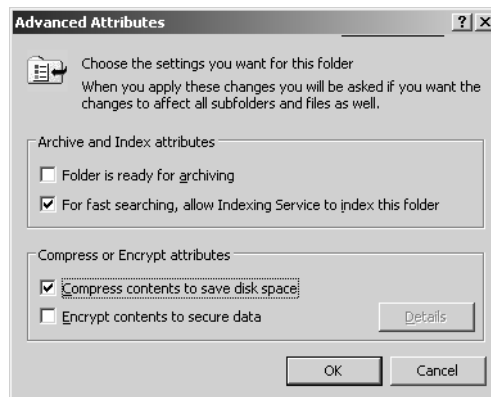 Advanced Attributes
Choose the settings you want for this folder
When you apply these changes you will be asked if you want the
changes to affect all subfolders and files as well.
Archive and Index attributes
Folder is ready for archiving
For fast searching, allow Indexing Service to index this folder
Compress or Encrypt attributes
Compress contents to save disk space
Encrypt contents to secure data
Details
OK
Cancel